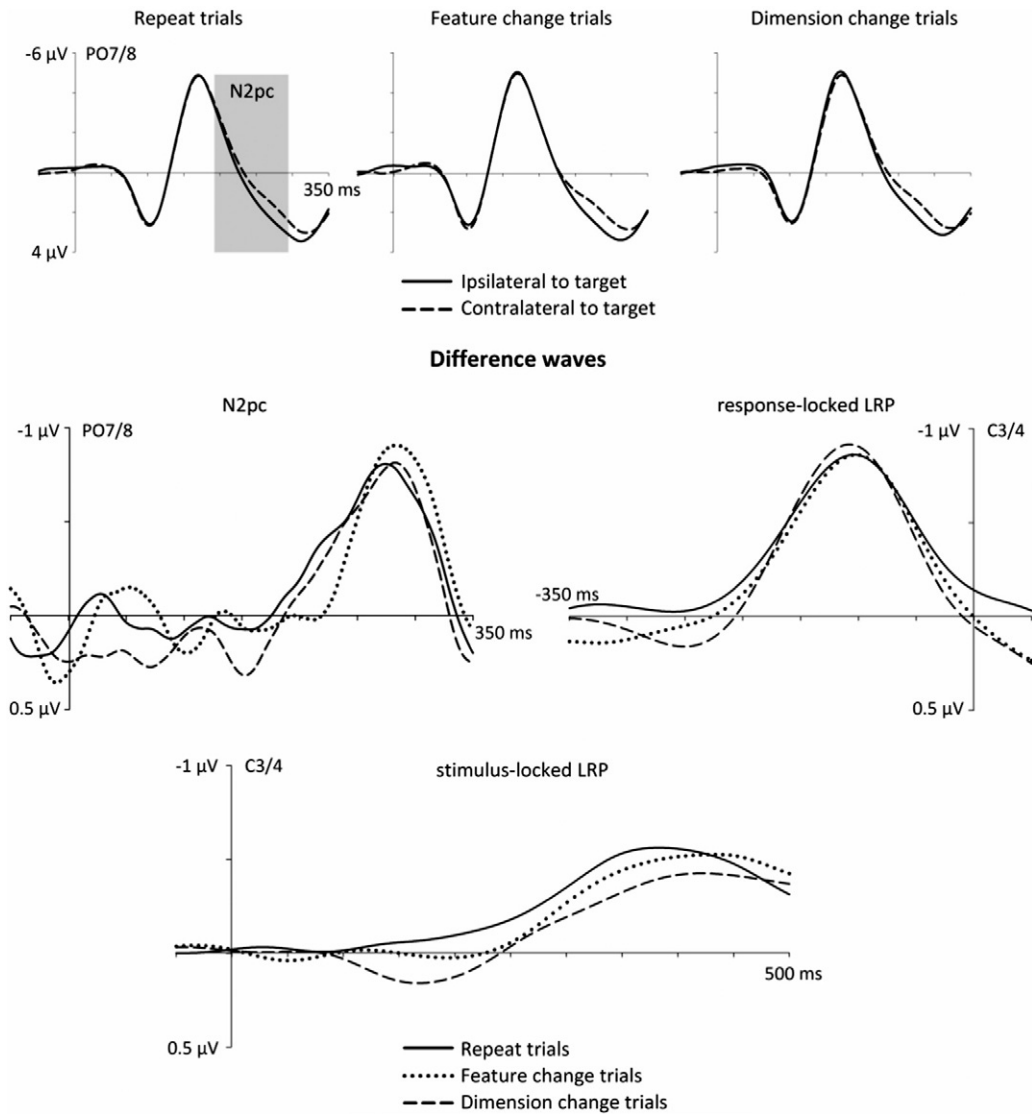 Repeat trials
Feature change trials
Dimension change trials
-6 µV
PO7/8
N2pc
350 ms
4 µV
Ipsilateral to target
Contralateral to target
Difference waves
N2pc
response-locked LRP
-1 µV
PO7/8
-1 µV
C3/4
-350 ms
350 ms
0.5 µV
0.5 µV
-1 µV
C3/4
stimulus-locked LRP
500 ms
0.5 µV
Repeat trials
Feature change trials
Dimension change trials